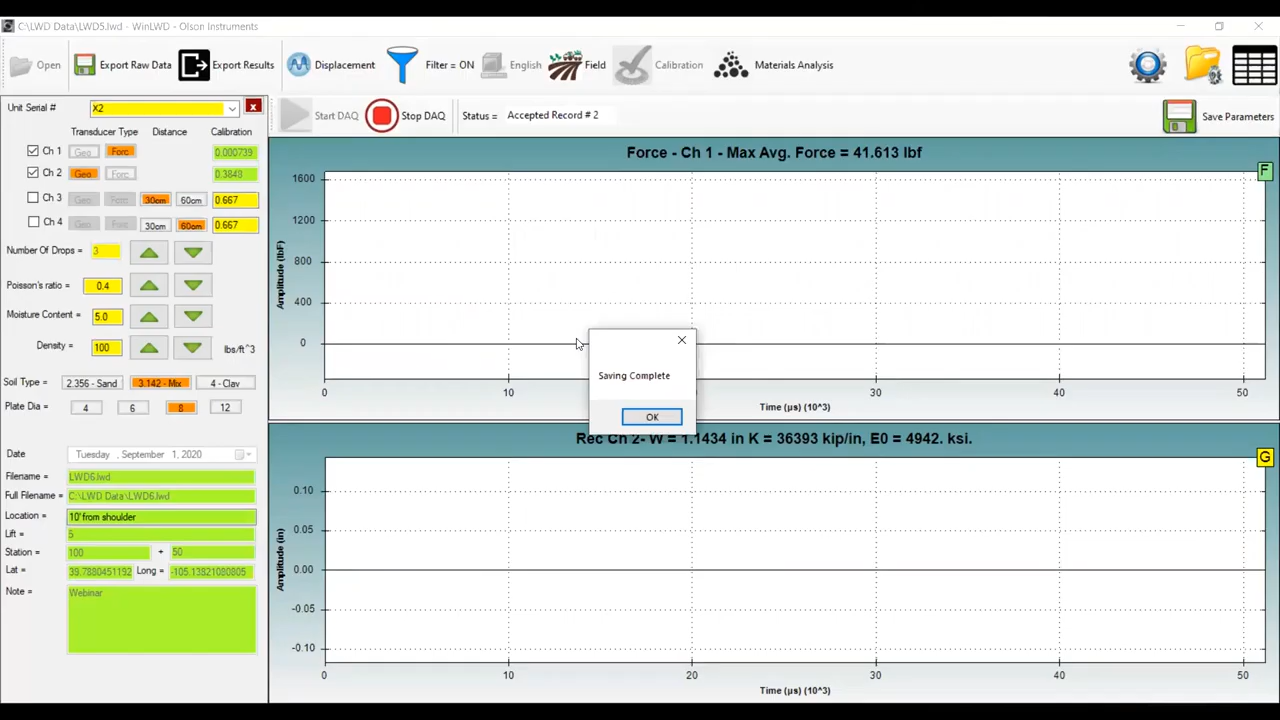 C:\LWD Data\LWD5.lwd - WinLWD - Olson Instruments
Open Export Raw Data Export Results Displacement Filter = ON English Field Calibration Materials Analysis
Unit Serial # X2 x
Start DAQ Stop DAQ Status = Accepted Record # 2 Save Parameters
Transducer Type Distance Calibration
Ch 1 Geo Forc 0.000739
Ch 2 Geo Forc 0.3848
Ch 3 Geo Forc 30cm 60cm 0.667
Ch 4 Geo Forc 30cm 60cm 0.667
Number Of Drops = 3
Poisson's ratio = 0.4
Moisture Content = 5.0
Density = 100 lbs/ft^3
Soil Type = 2.356 - Sand 3.142 - Mix 4 - Clay
Plate Dia = 4 6 8 12
Date Tuesday , September 1, 2020
Filename = LWD6.lwd
Full Filename = C:\LWD Data\LWD6.lwd
Location = 10' from shoulder
Lift = 5
Station = 100 + 50
Lat = 39.7880451192 Long = -105.13821080805
Note = Webinar
Force - Ch 1 - Max Avg. Force = 41.613 lbf
F
Amplitude (lbF)
1600
1200
800
400
0
0 10 20 30 40 50
Time (µs) (10^3)
Saving Complete
OK
Rec Ch 2- W = 1.1434 in K = 36393 kip/in, E0 = 4942. ksi.
G
Amplitude (in)
0.10
0.05
0.00
-0.05
-0.10
0 10 20 30 40 50
Time (µs) (10^3)